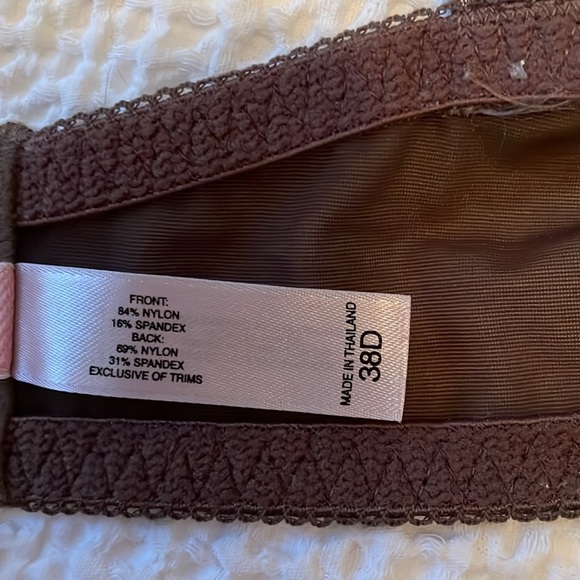 FRONT:
84% NYLON
16% SPANDEX
BACK:
69% NYLON
31% SPANDEX
EXCLUSIVE OF TRIMS
MADE IN THAILAND
38D